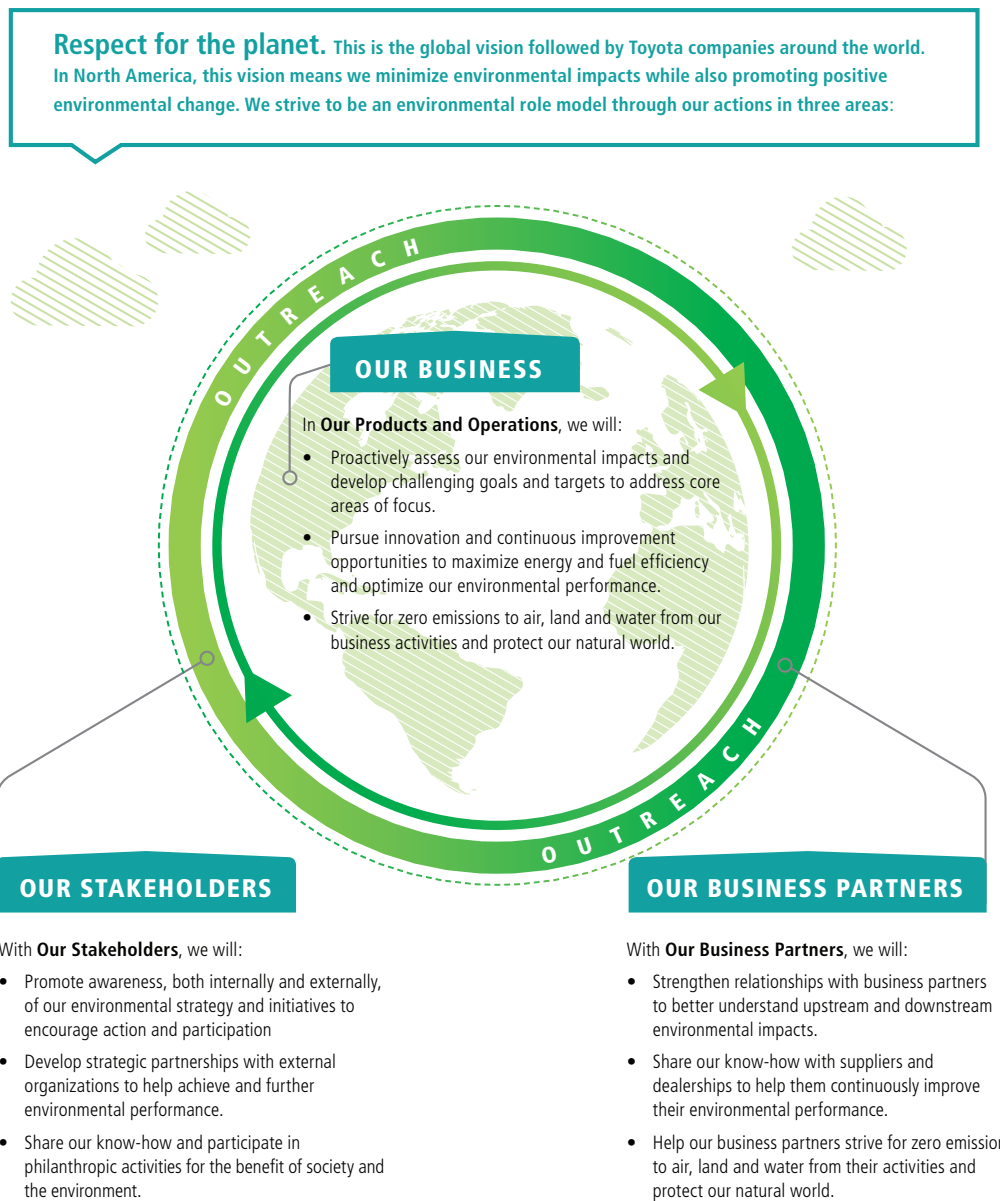 Respect for the planet. This is the global vision followed by Toyota companies around the world.
In North America, this vision means we minimize environmental impacts while also promoting positive
environmental change. We strive to be an environmental role model through our actions in three areas:
OUTREACH
OUR BUSINESS
In Our Products and Operations, we will:
• Proactively assess our environmental impacts and
develop challenging goals and targets to address core
areas of focus.
• Pursue innovation and continuous improvement
opportunities to maximize energy and fuel efficiency
and optimize our environmental performance.
• Strive for zero emissions to air, land and water from our
business activities and protect our natural world.
OUTREACH
OUR STAKEHOLDERS
With Our Stakeholders, we will:
• Promote awareness, both internally and externally,
of our environmental strategy and initiatives to
encourage action and participation
• Develop strategic partnerships with external
organizations to help achieve and further
environmental performance.
• Share our know-how and participate in
philanthropic activities for the benefit of society and
the environment.
OUR BUSINESS PARTNERS
With Our Business Partners, we will:
• Strengthen relationships with business partners
to better understand upstream and downstream
environmental impacts.
• Share our know-how with suppliers and
dealerships to help them continuously improve
their environmental performance.
• Help our business partners strive for zero emission
to air, land and water from their activities and
protect our natural world.